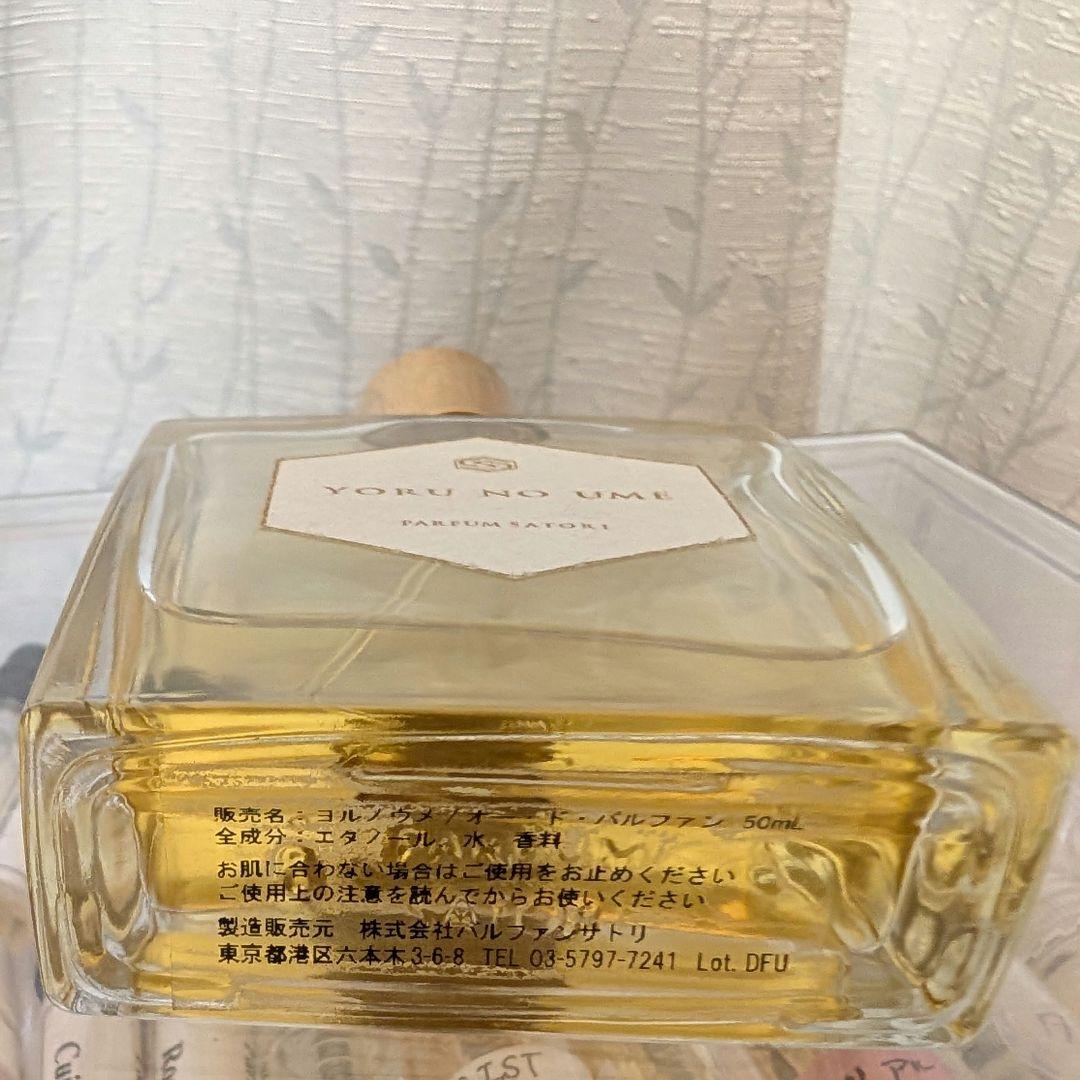 YORU NO UME
PARFUM SATORI
販売名：ヨルノウメ/オー・ド・パルファン 50mL
全成分：エタノール、水、香料
お肌に合わない場合はご使用をお止めください
ご使用上の注意を読んでからお使いください
製造販売元 株式会社パルファンサトリ
東京都港区六本木3-6-8 TEL 03-5797-7241 Lot. DFU